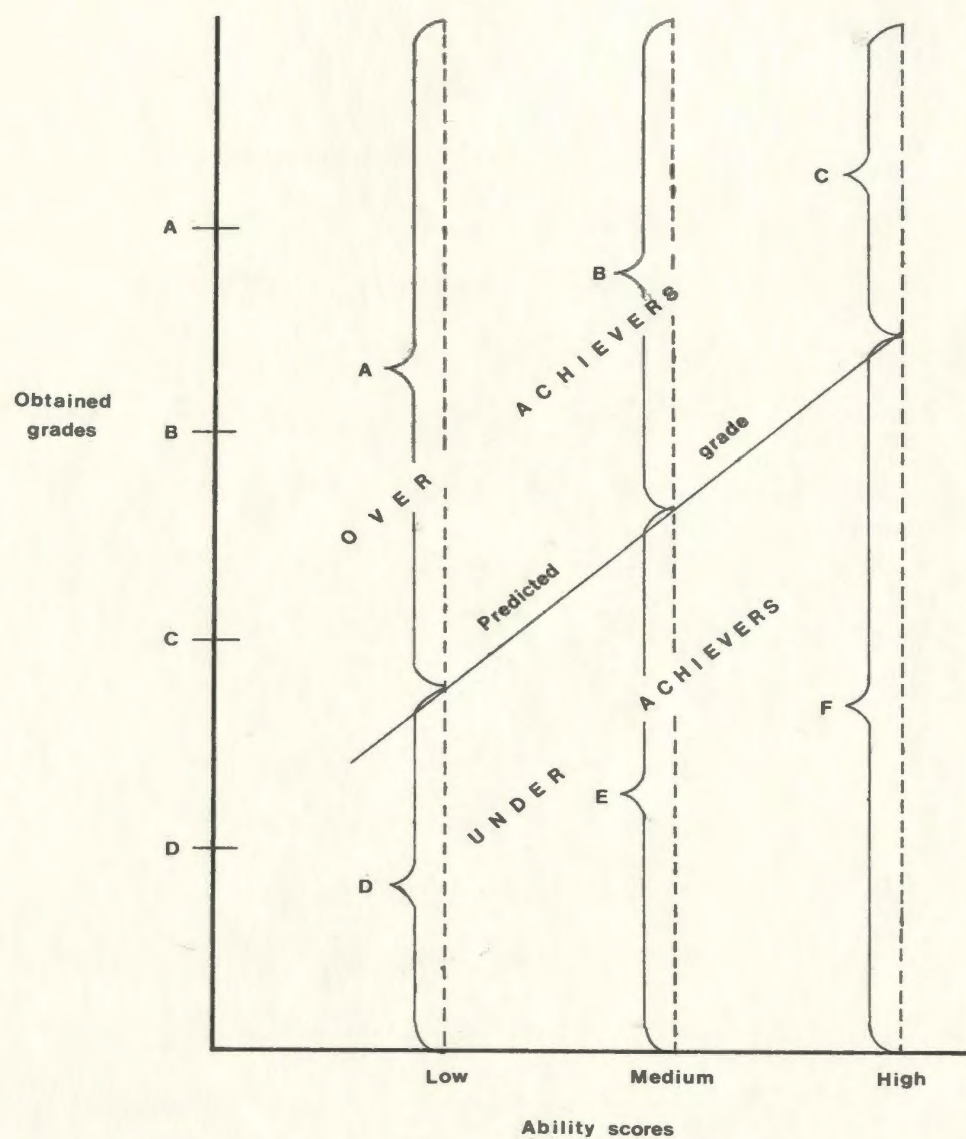 C
A
B
OVER ACHIEVERS
A
Obtained
grades
B
Predicted grade
C
UNDER ACHIEVERS
F
E
D
D
Low Medium High
Ability scores